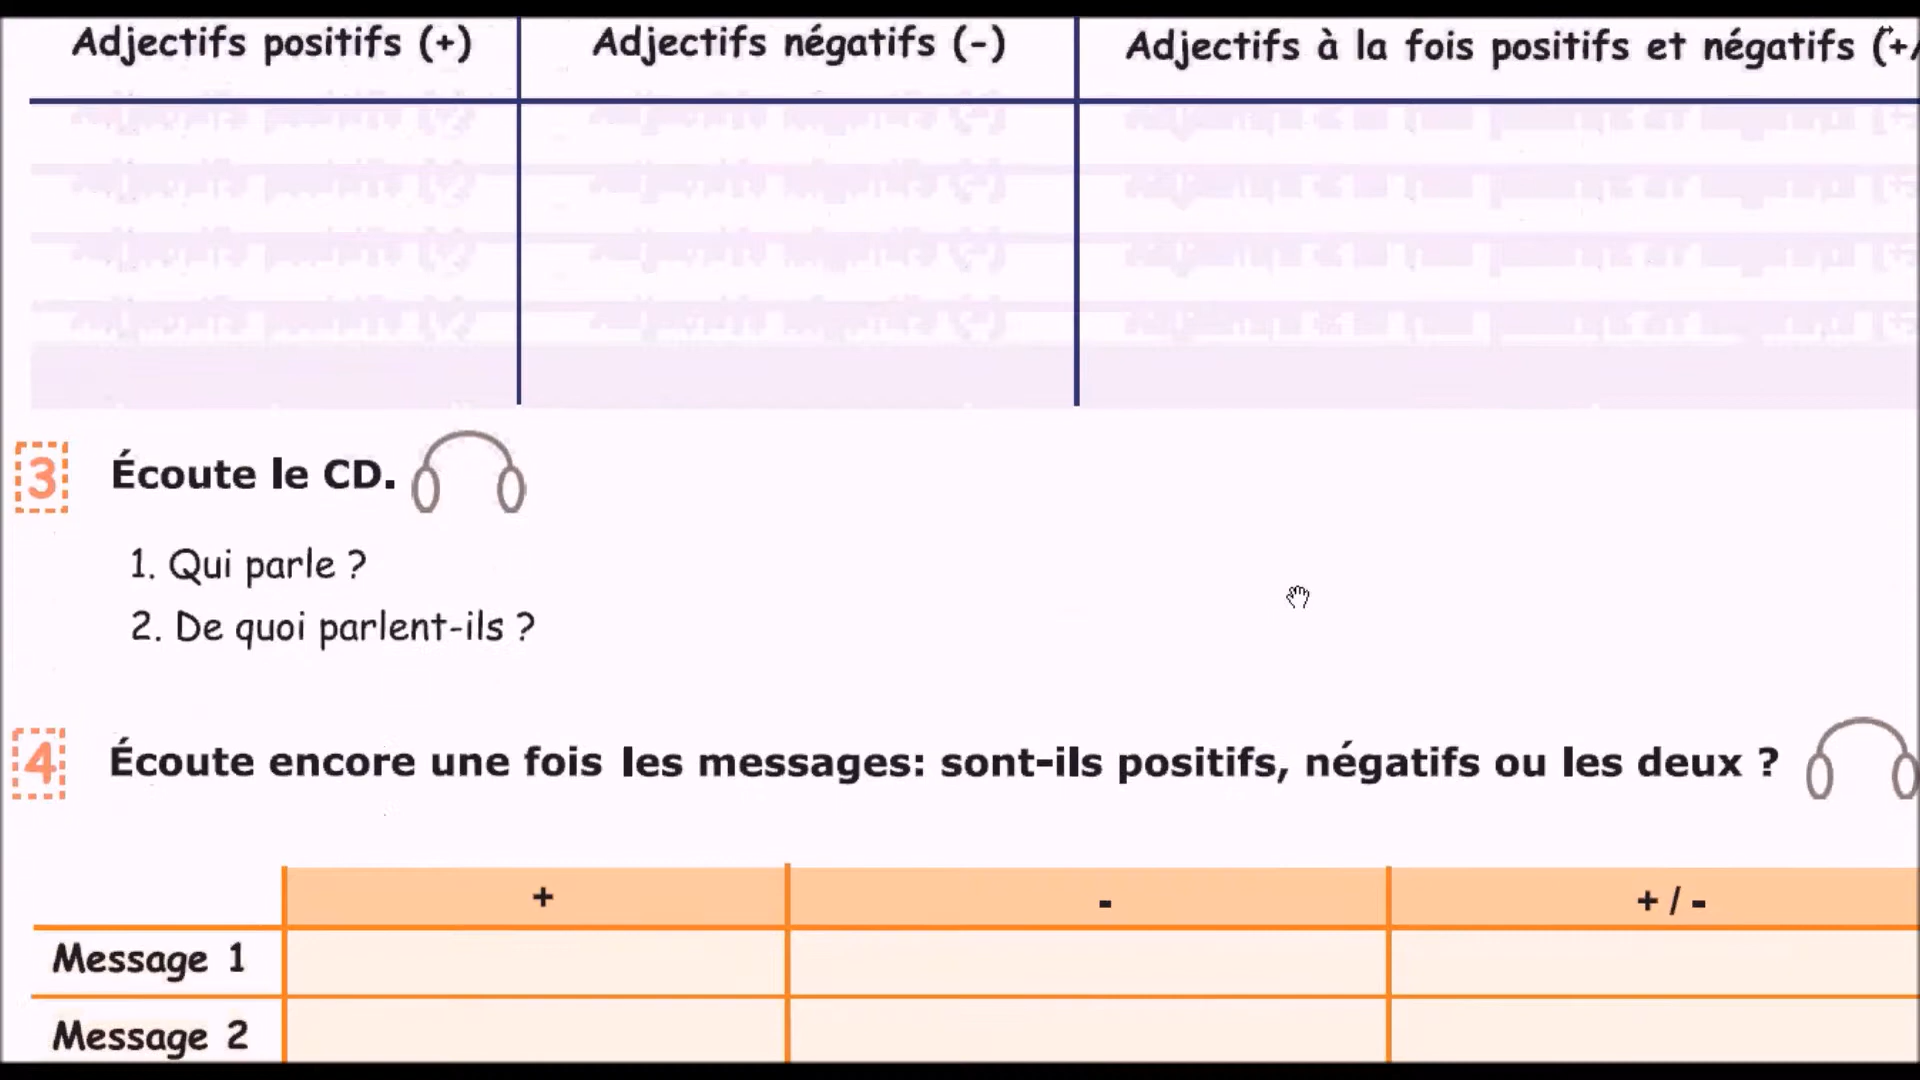 Adjectifs positifs (+) Adjectifs négatifs (-) Adjectifs à la fois positifs et négatifs (+/
3 Écoute le CD.
1. Qui parle ?
2. De quoi parlent-ils ?
4 Écoute encore une fois les messages: sont-ils positifs, négatifs ou les deux ?
+ - + / -
Message 1
Message 2